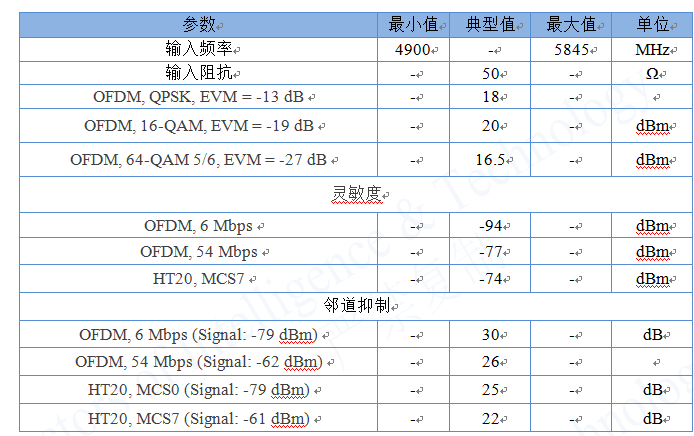 参数 最小值 典型值 最大值 单位
输入频率 4900 - 5845 MHz
输入阻抗 - 50 - Ω
OFDM, QPSK, EVM = -13 dB - 18 -
OFDM, 16-QAM, EVM = -19 dB - 20 - dBm
OFDM, 64-QAM 5/6, EVM = -27 dB - 16.5 - dBm
灵敏度
OFDM, 6 Mbps - -94 - dBm
OFDM, 54 Mbps - -77 - dBm
HT20, MCS7 - -74 - dBm
邻道抑制
OFDM, 6 Mbps (Signal: -79 dBm) - 30 - dB
OFDM, 54 Mbps (Signal: -62 dBm) - 26 -
HT20, MCS0 (Signal: -79 dBm) - 25 - dB
HT20, MCS7 (Signal: -61 dBm) - 22 - dB